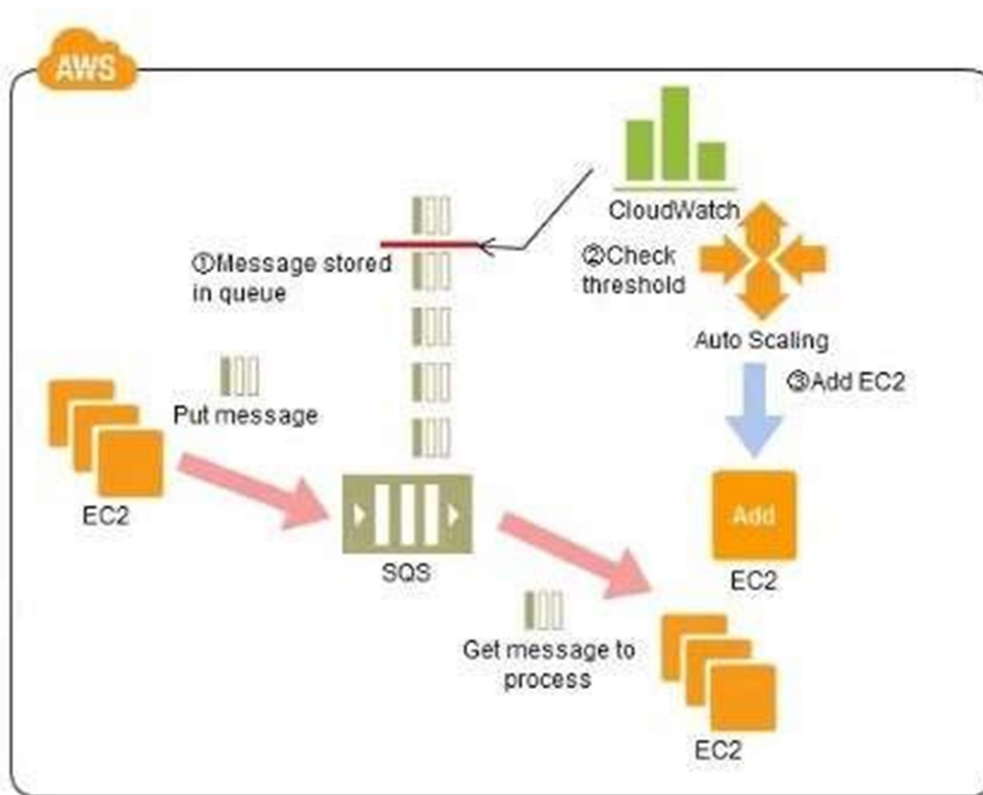 AWS
CloudWatch
①Message stored
in queue
②Check
threshold
Auto Scaling
③Add EC2
Put message
EC2
SQS
Add
EC2
Get message to
process
EC2